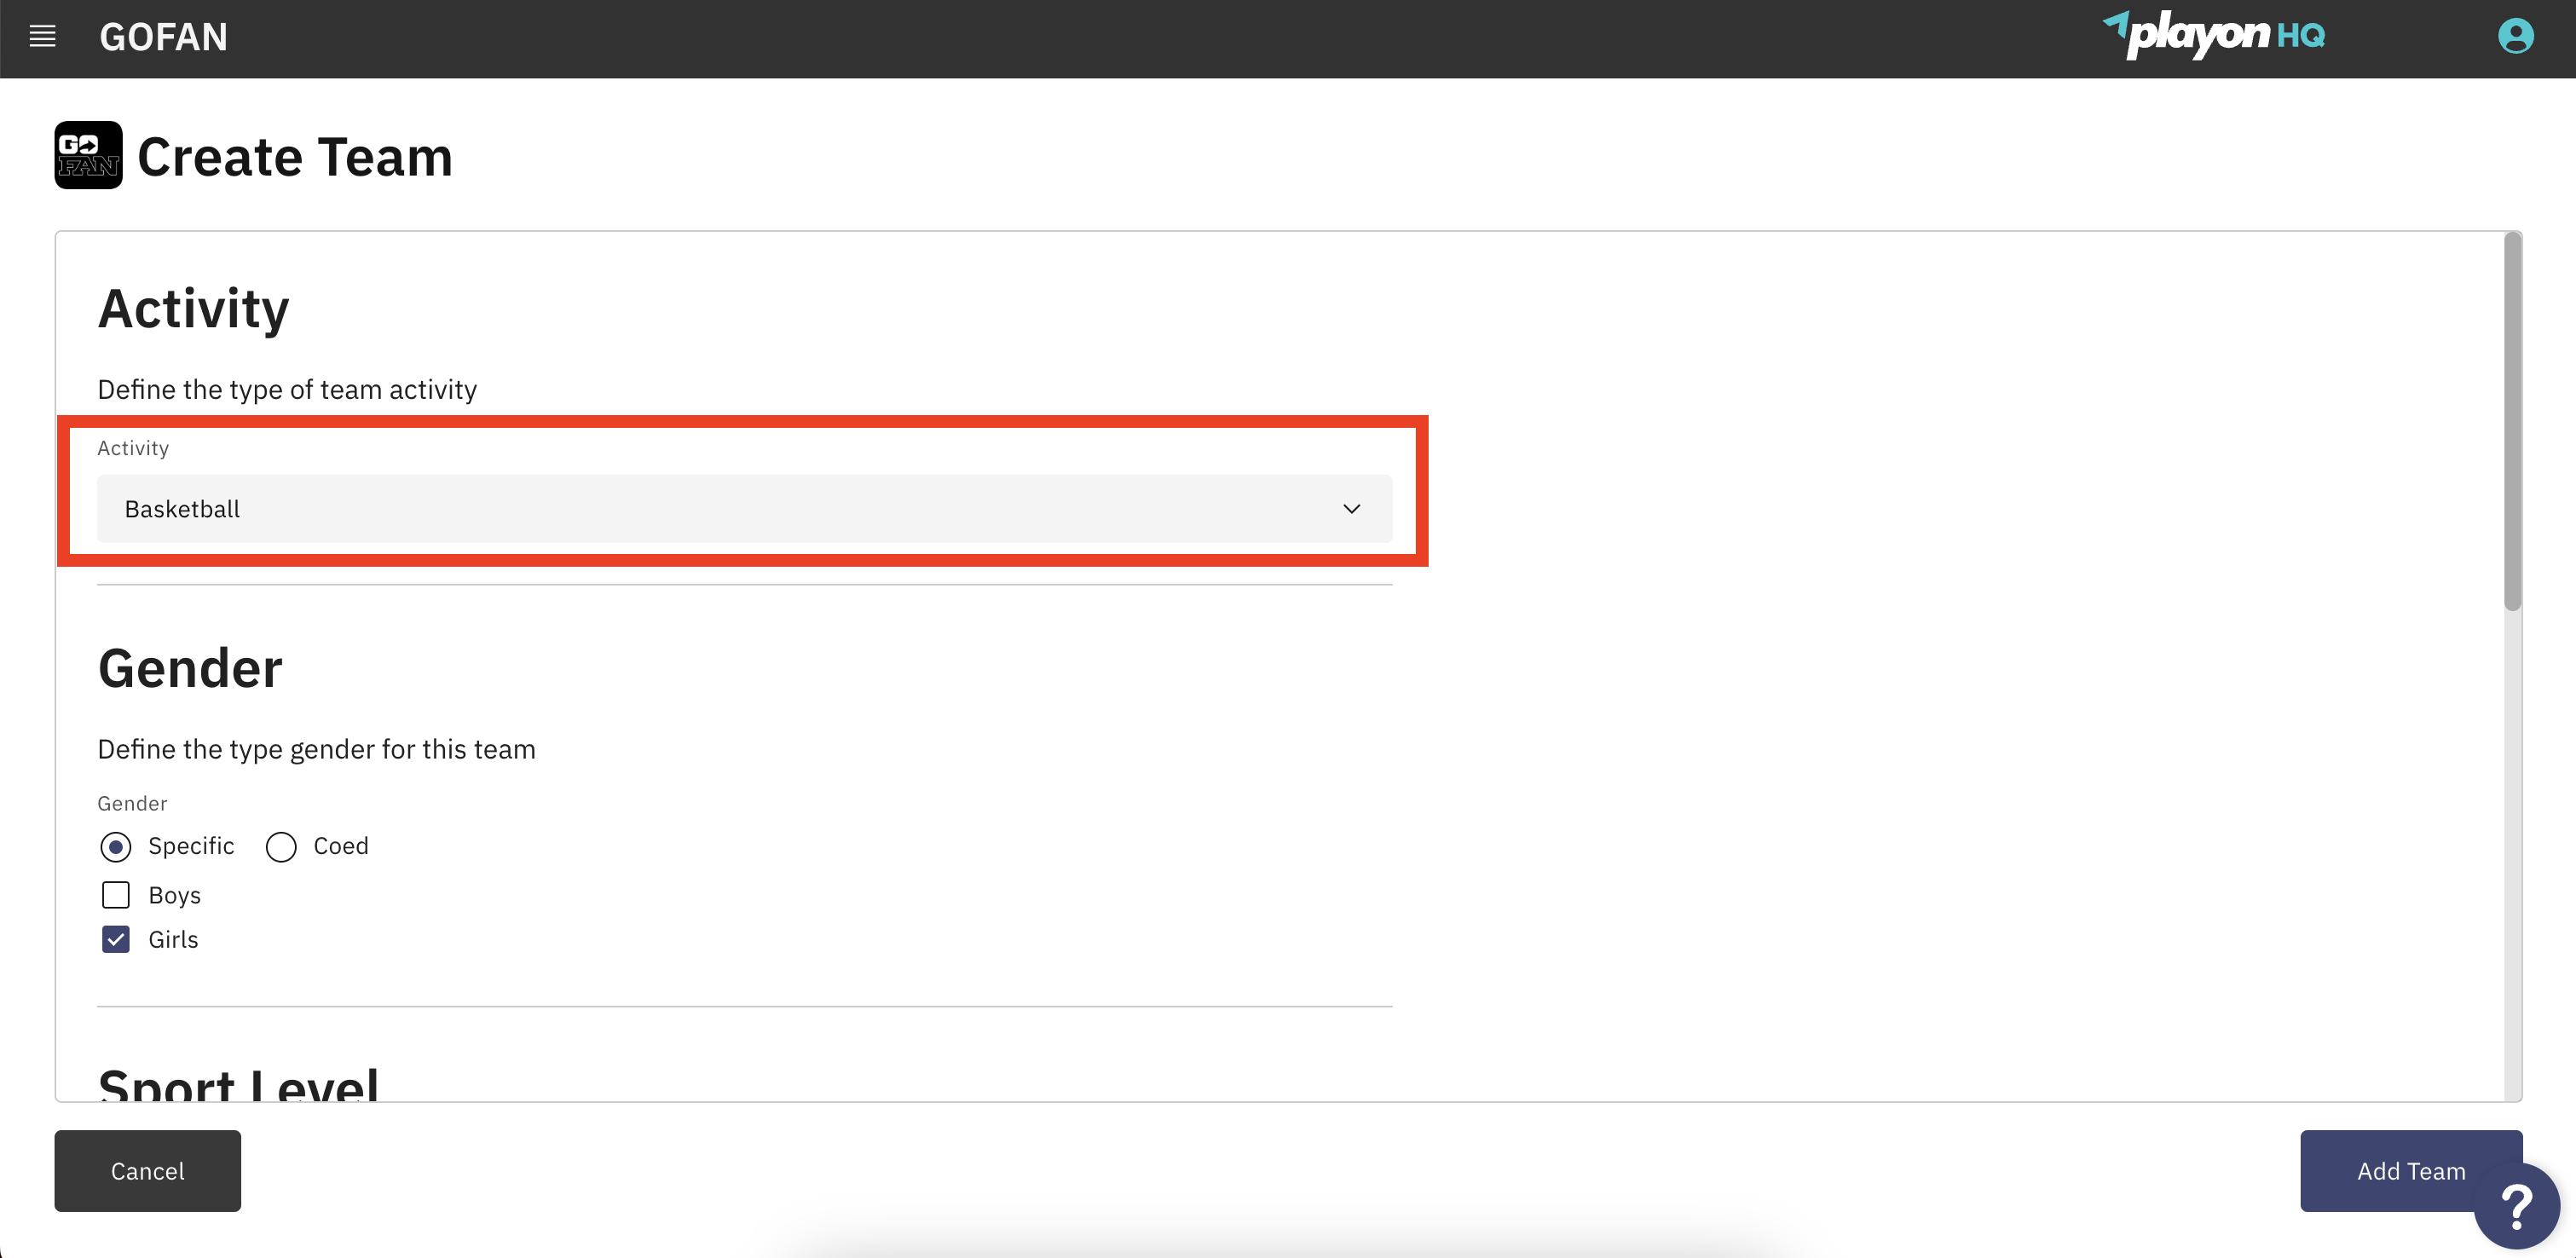 GOFAN
playon HQ
GO
FAN
Create Team
Activity
Define the type of team activity
Activity
Basketball
Gender
Define the type gender for this team
Gender
Specific Coed
Boys
Girls
Sport Level
Cancel
Add Team
?